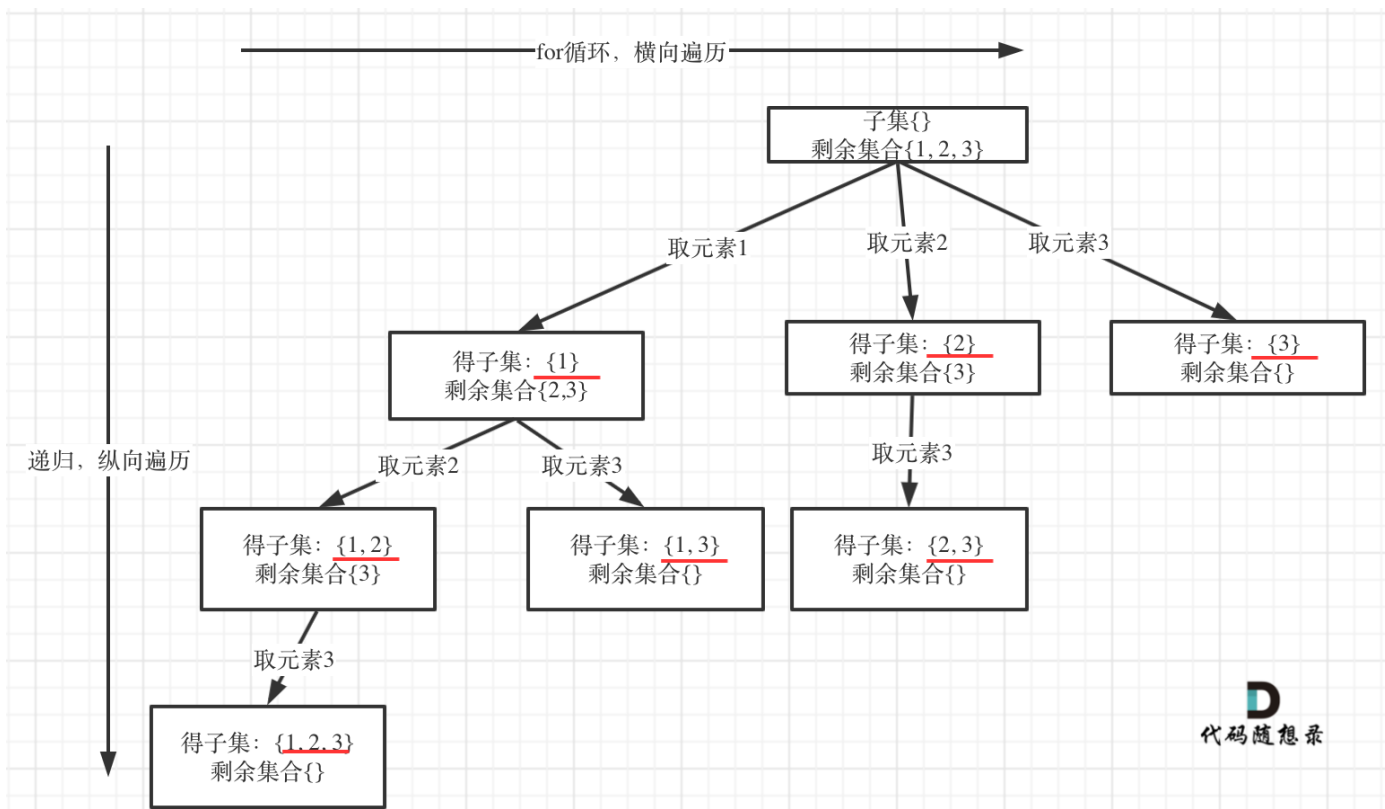 for循环，横向遍历
子集{}
剩余集合{1, 2, 3}
取元素1
取元素2
取元素3
得子集：{1}
剩余集合{2,3}
得子集：{2}
剩余集合{3}
得子集：{3}
剩余集合{}
递归，纵向遍历
取元素2
取元素3
取元素3
得子集：{1, 2}
剩余集合{3}
得子集：{1, 3}
剩余集合{}
得子集：{2, 3}
剩余集合{}
取元素3
得子集：{1, 2, 3}
剩余集合{}
代码随想录